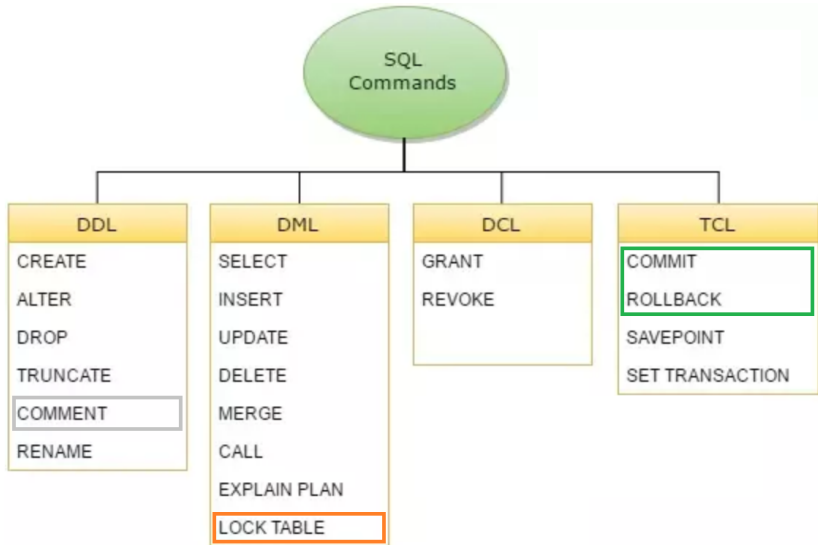 SQL
Commands
DDL
CREATE
ALTER
DROP
TRUNCATE
COMMENT
RENAME
DML
SELECT
INSERT
UPDATE
DELETE
MERGE
CALL
EXPLAIN PLAN
LOCK TABLE
DCL
GRANT
REVOKE
TCL
COMMIT
ROLLBACK
SAVEPOINT
SET TRANSACTION